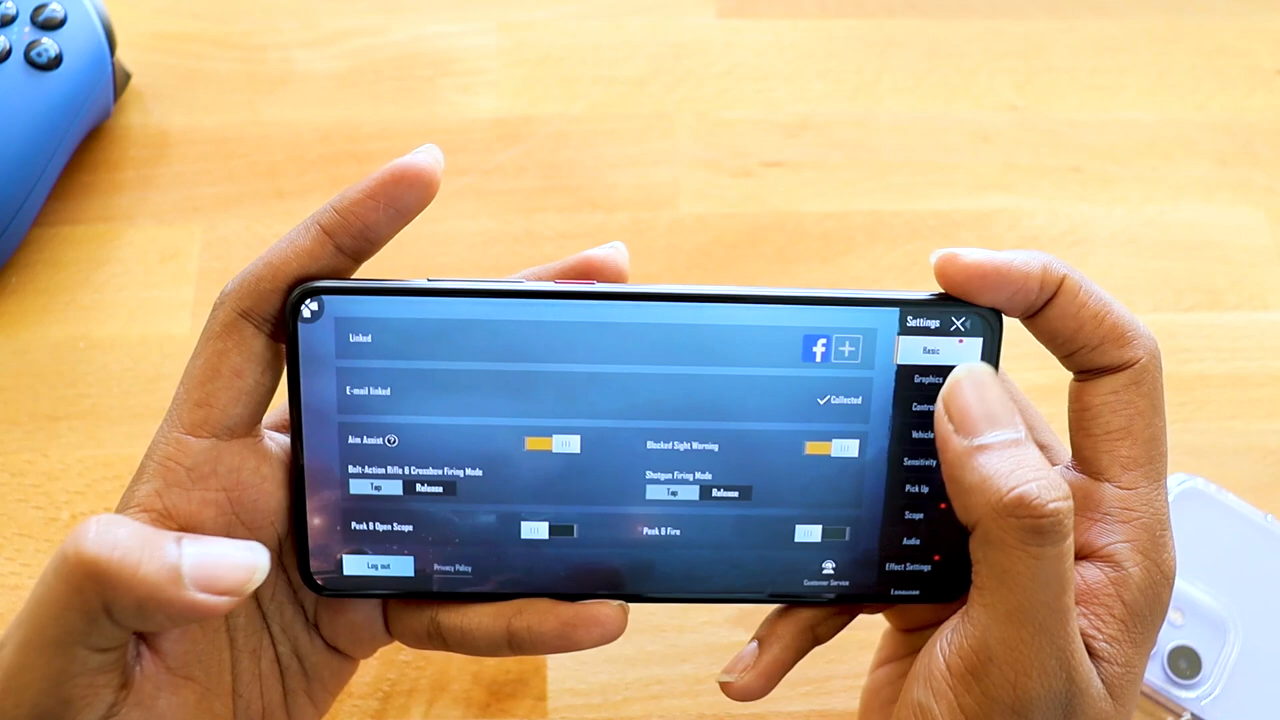 Linked
f
E-mail linked
Collected
Aim Assist ?
Blocked Sight Warning
Bolt-Action Rifle & Crossbow Firing Mode
Tap Release
Shotgun Firing Mode
Tap Release
Peek & Open Scope
Peek & Fire
Log out
Privacy Policy
Customer Service
Settings
Basic
Graphics
Control
Vehicle
Sensitivity
Pick Up
Scope
Audio
Effect Settings
Language